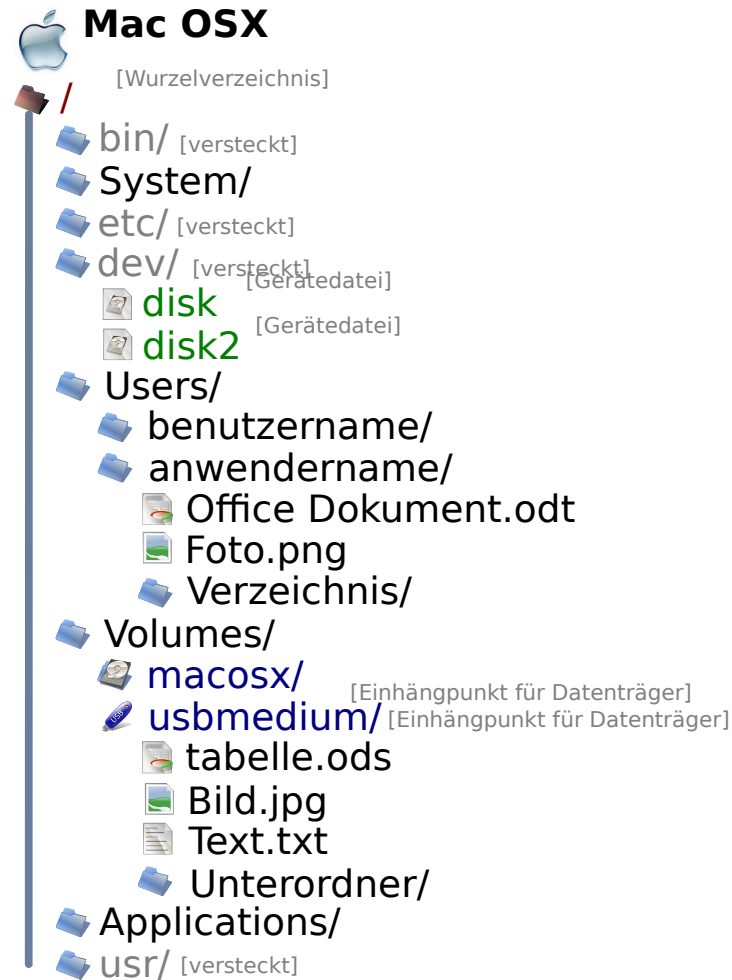 Mac OSX
[Wurzelverzeichnis]
/
bin/ [versteckt]
System/
etc/ [versteckt]
dev/ [versteckt]
disk [Gerätedatei]
disk2 [Gerätedatei]
Users/
benutzername/
anwendername/
Office Dokument.odt
Foto.png
Verzeichnis/
Volumes/
macosx/ [Einhängpunkt für Datenträger]
usbmedium/ [Einhängpunkt für Datenträger]
tabelle.ods
Bild.jpg
Text.txt
Unterordner/
Applications/
usr/ [versteckt]